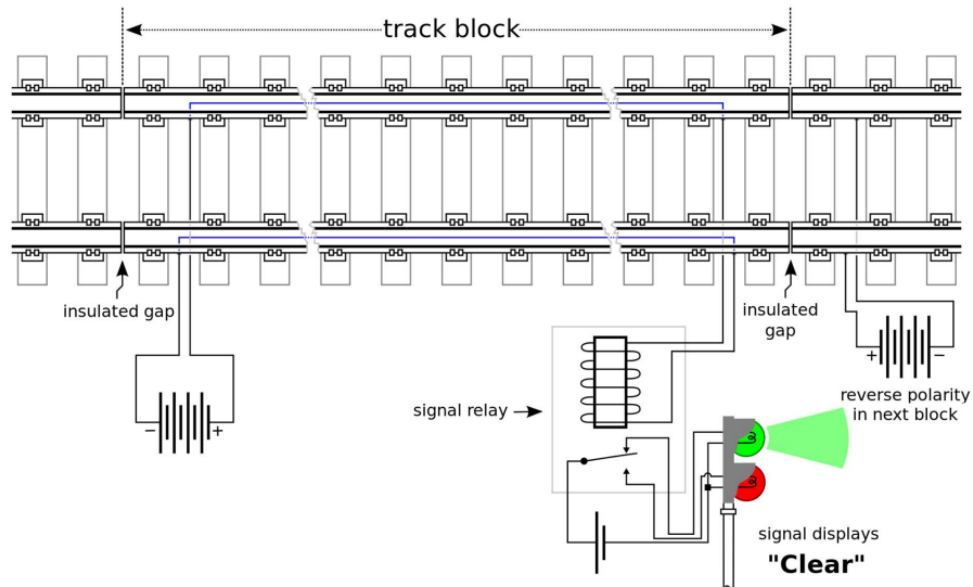 track block
insulated gap
insulated
gap
− +
+ −
reverse polarity
in next block
signal relay
signal displays
"Clear"